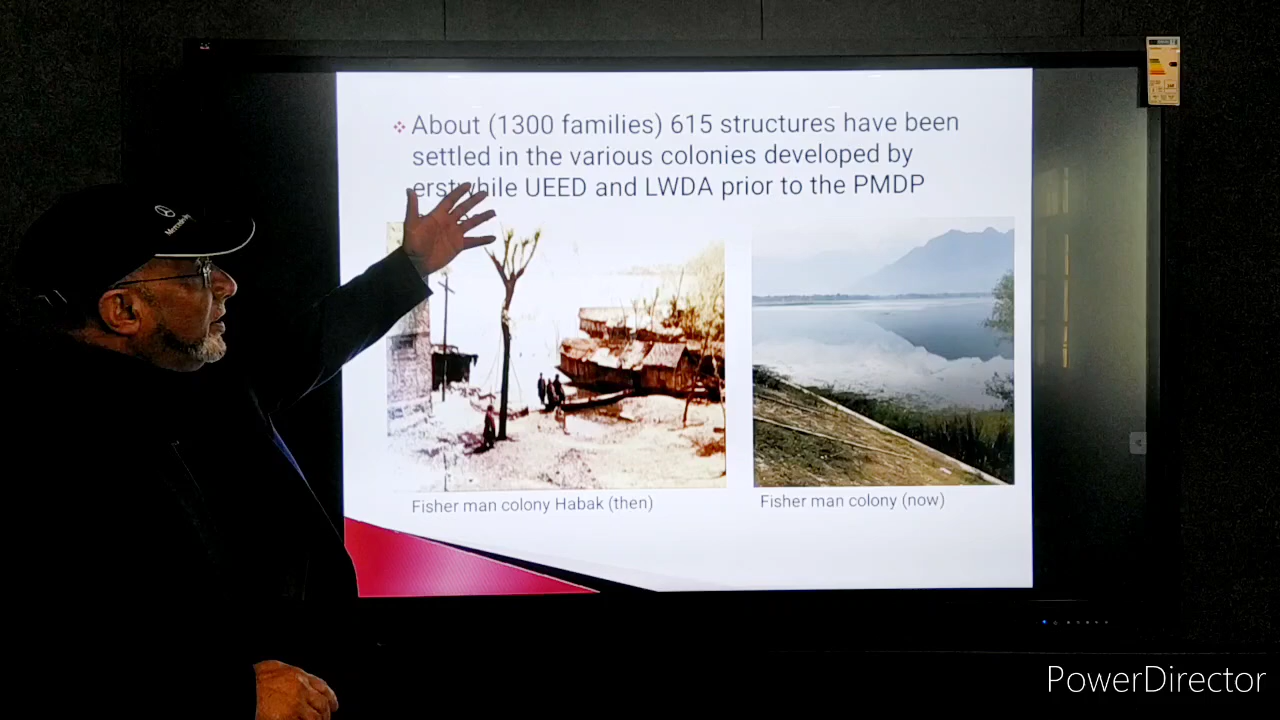 Mercedes
About (1300 families) 615 structures have been
settled in the various colonies developed by
erstwhile UEED and LWDA prior to the PMDP
Fisher man colony Habak (then)
Fisher man colony (now)
PowerDirector